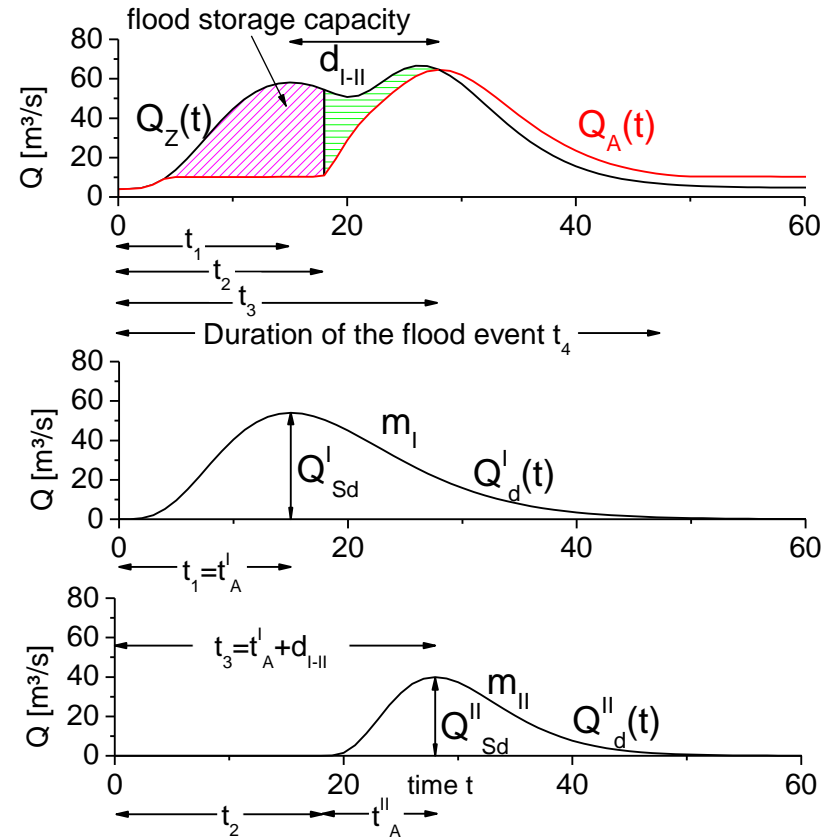 flood storage capacity
d_I-II
Q_Z(t)
Q_A(t)
Q [m³/s]
80
60
40
20
0
0 20 40 60
t_1
t_2
t_3
Duration of the flood event t_4
Q [m³/s]
80
60
40
20
0
m_I
Q^I_Sd
Q^I_d(t)
0 20 40 60
t_1=t^I_A
Q [m³/s]
80
60
40
20
0
t_3=t^I_A+d_I-II
m_II
Q^II_Sd
Q^II_d(t)
0 20 time t 40 60
t_2 t^II_A